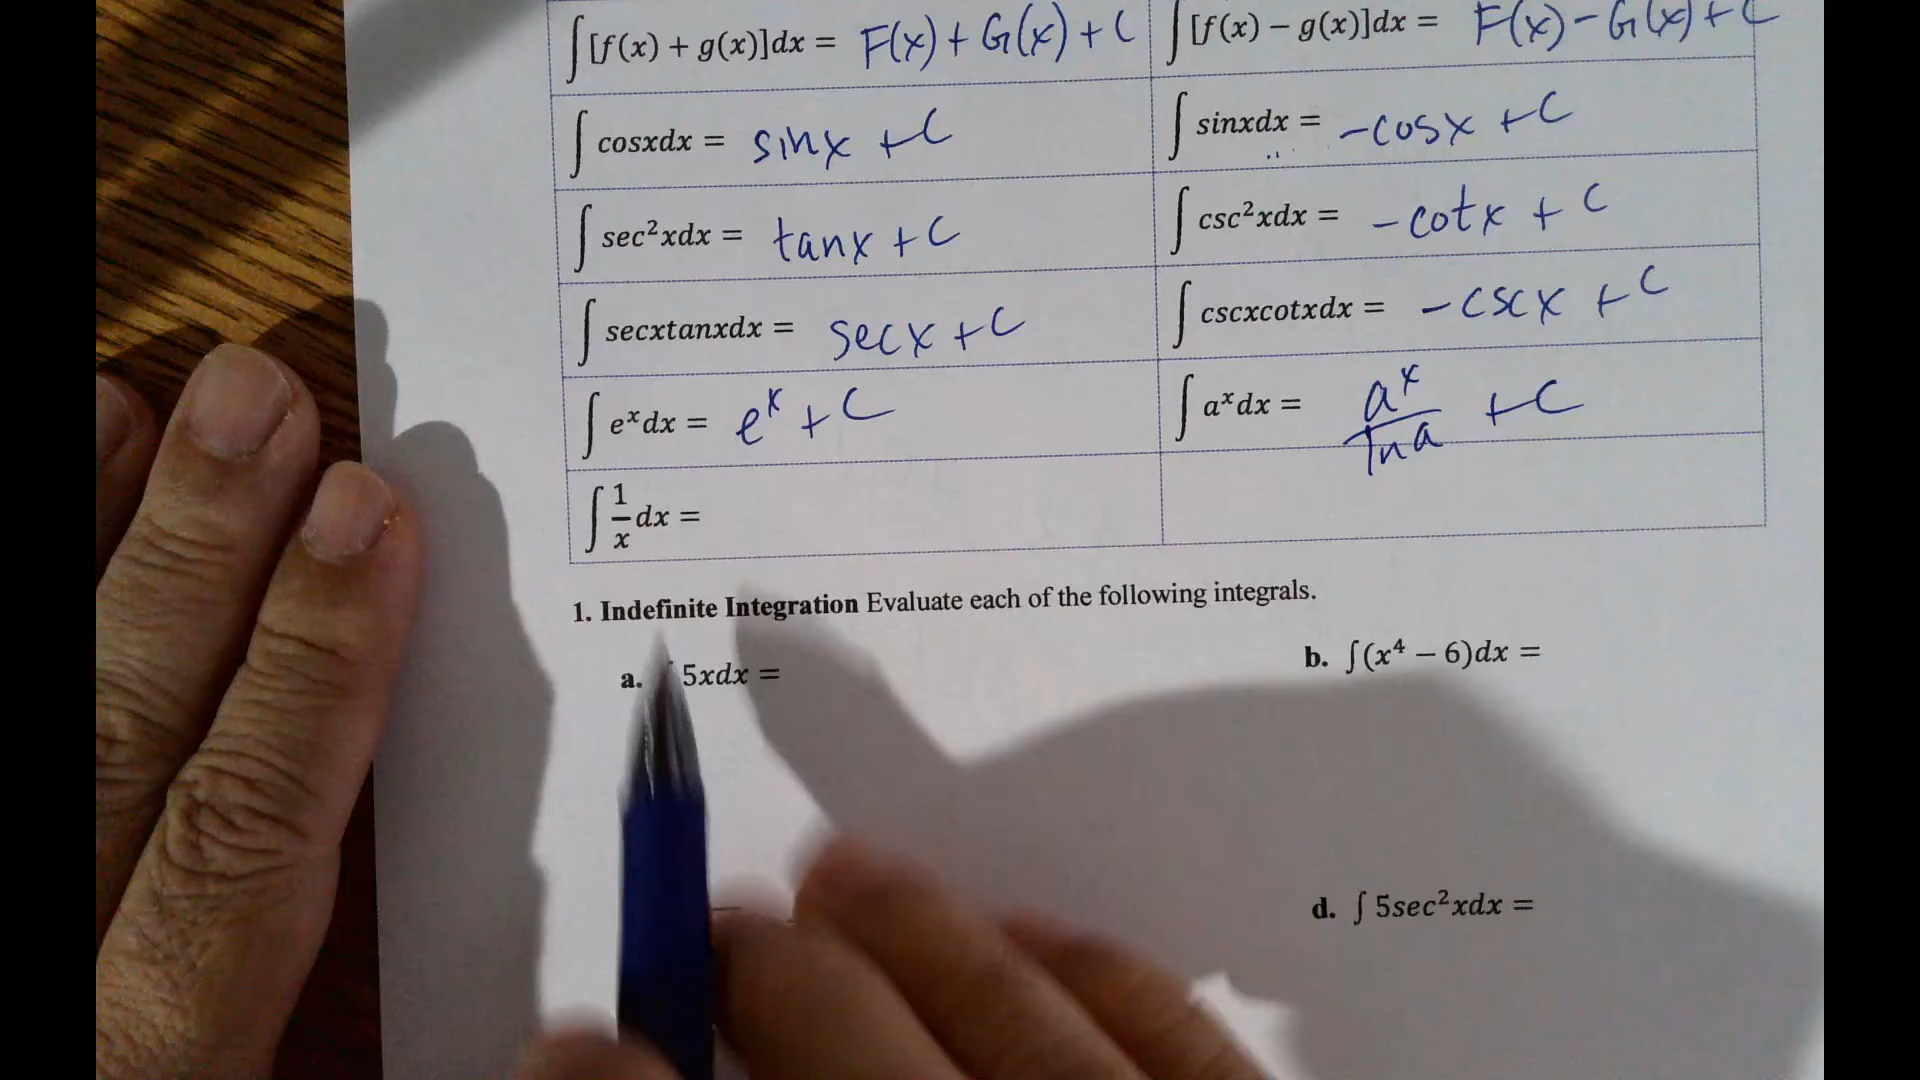 ∫[f(x) + g(x)]dx = F(x) + G(x) + C
∫[f(x) − g(x)]dx = F(x) − G(x) + C
∫cosxdx = sinx + C
∫sinxdx = -cosx + C
∫sec²xdx = tanx + C
∫csc²xdx = -cotx + C
∫secxtanxdx = secx + C
∫cscxcotxdx = -cscx + C
∫eˣdx = eˣ + C
∫aˣdx = aˣ/lna + C
∫1/x dx =
1. Indefinite Integration Evaluate each of the following integrals.
a. ∫5xdx =
b. ∫(x⁴ − 6)dx =
d. ∫5sec²xdx =